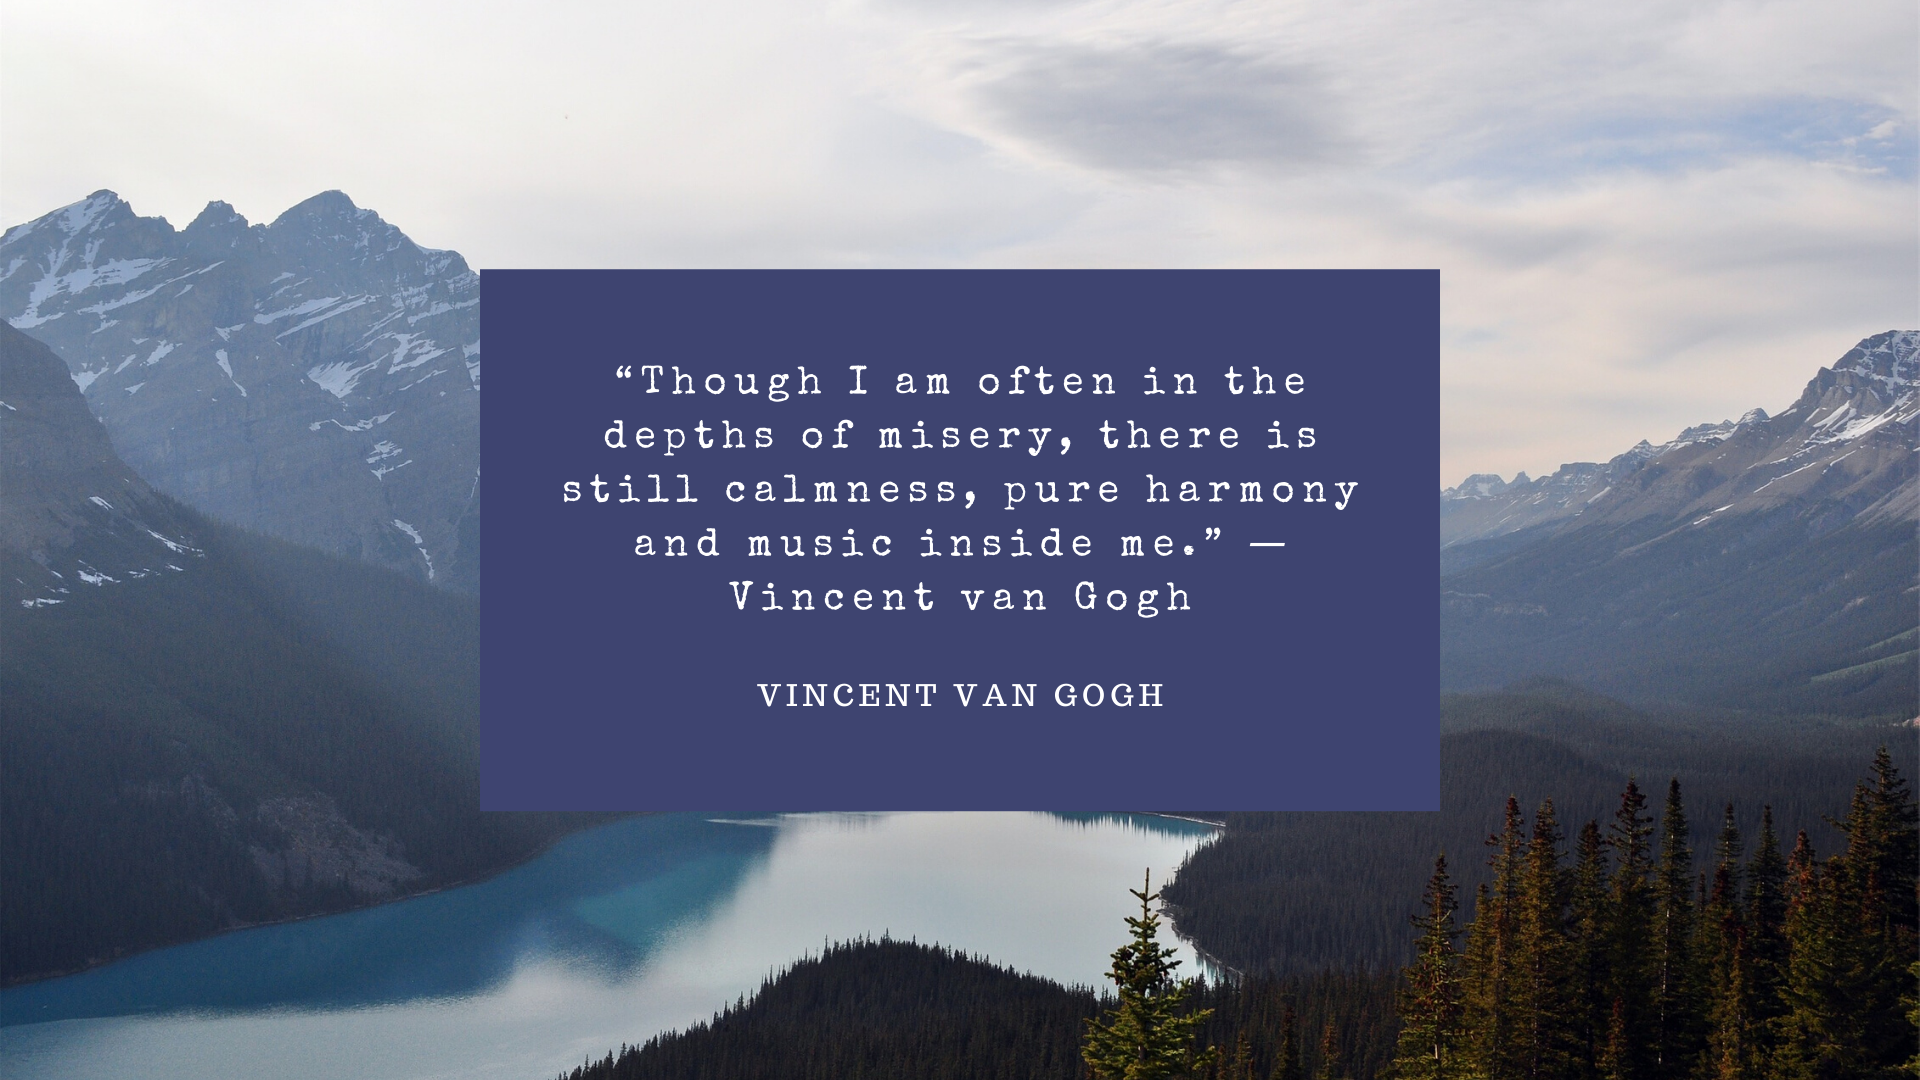 “Though I am often in the
depths of misery, there is
still calmness, pure harmony
and music inside me.” —
Vincent van Gogh
VINCENT VAN GOGH